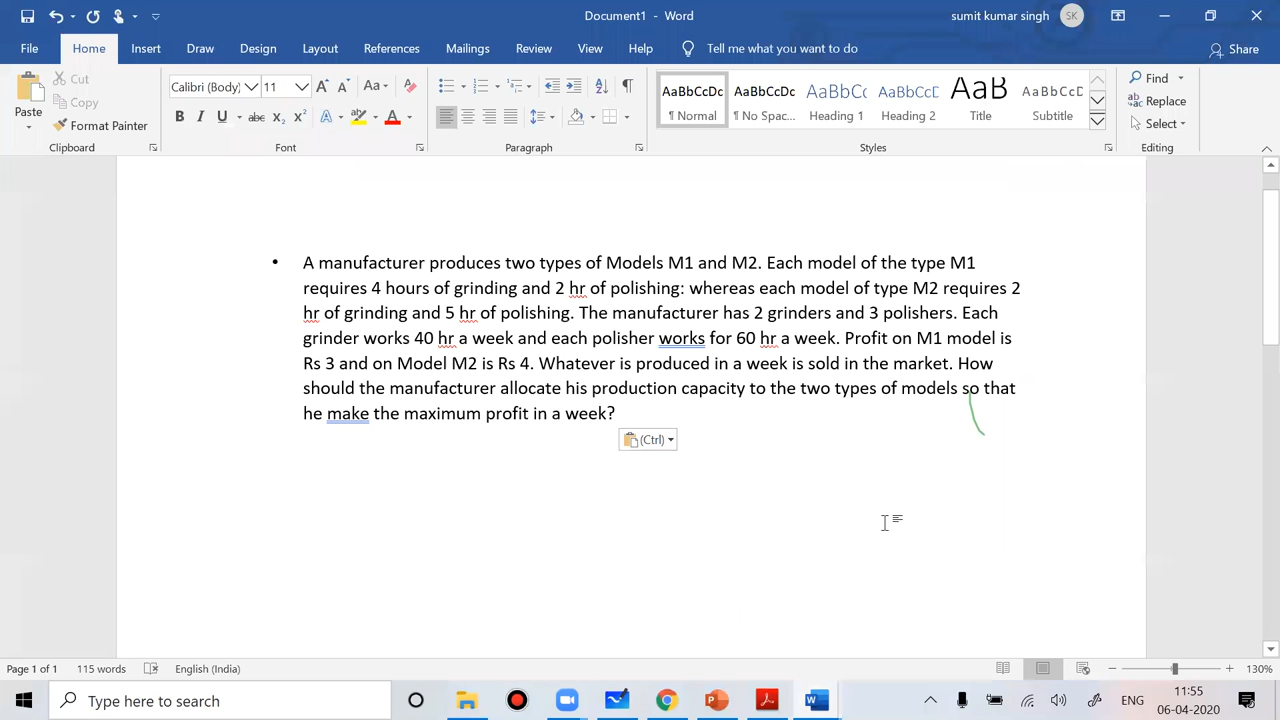 Document1 - Word
sumit kumar singh
SK
File Home Insert Draw Design Layout References Mailings Review View Help Tell me what you want to do Share
Paste
Cut
Copy
Format Painter
Clipboard
Calibri (Body) 11
Font
Paragraph
AaBbCcDc AaBbCcDc AaBbCc AaBbCcD AaB AaBbCcD
¶ Normal ¶ No Spac... Heading 1 Heading 2 Title Subtitle
Styles
Find
Replace
Select
Editing
• A manufacturer produces two types of Models M1 and M2. Each model of the type M1
requires 4 hours of grinding and 2 hr of polishing: whereas each model of type M2 requires 2
hr of grinding and 5 hr of polishing. The manufacturer has 2 grinders and 3 polishers. Each
grinder works 40 hr a week and each polisher works for 60 hr a week. Profit on M1 model is
Rs 3 and on Model M2 is Rs 4. Whatever is produced in a week is sold in the market. How
should the manufacturer allocate his production capacity to the two types of models so that
he make the maximum profit in a week?
(Ctrl)
Page 1 of 1 115 words English (India) 130%
Type here to search
ENG
11:55
06-04-2020